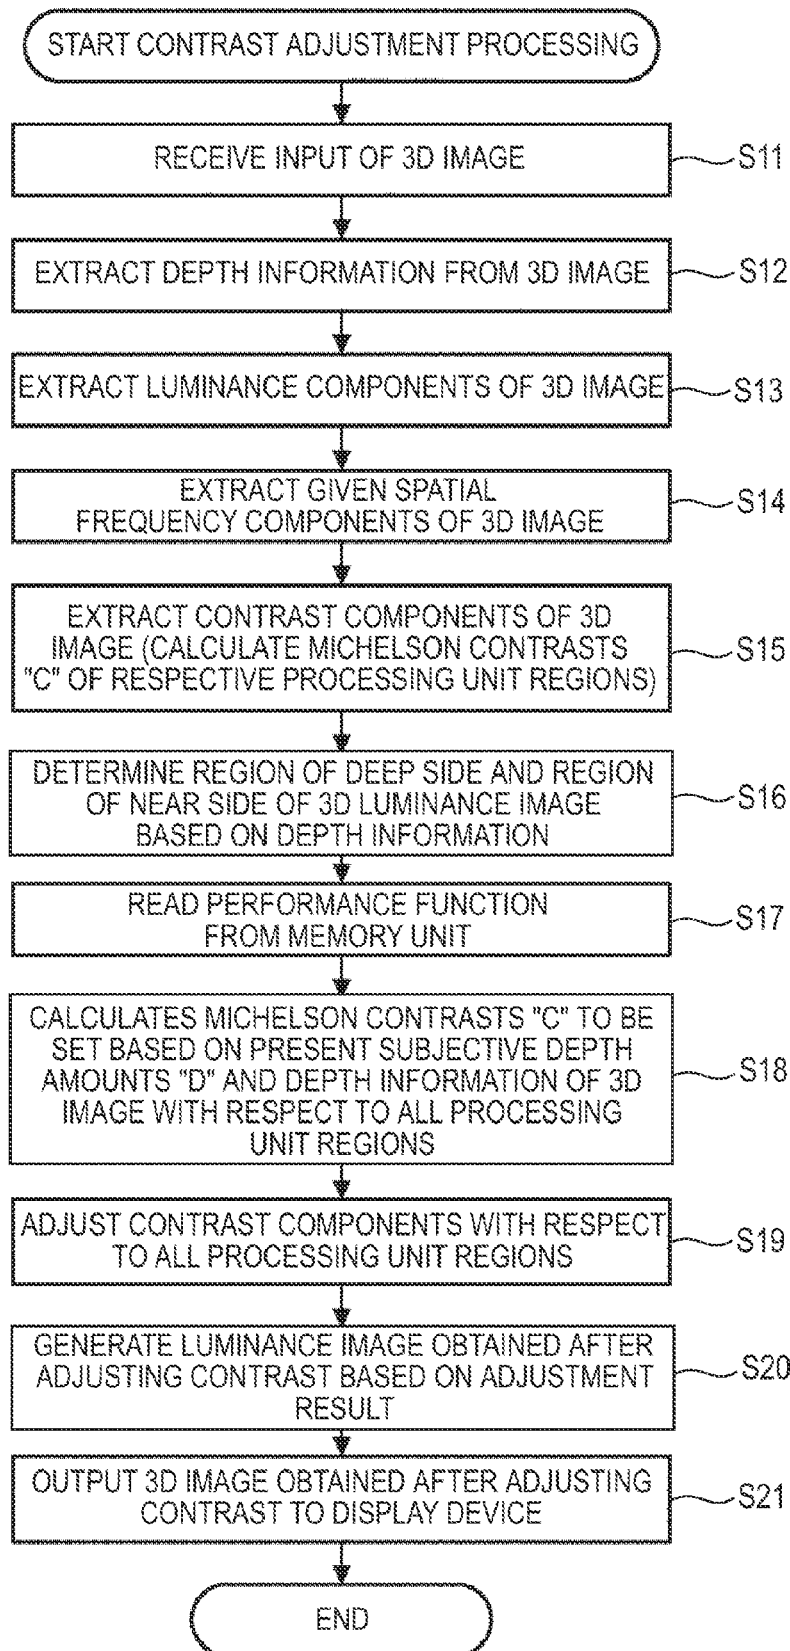 START CONTRAST ADJUSTMENT PROCESSING
RECEIVE INPUT OF 3D IMAGE
S11
EXTRACT DEPTH INFORMATION FROM 3D IMAGE
S12
EXTRACT LUMINANCE COMPONENTS OF 3D IMAGE
S13
EXTRACT GIVEN SPATIAL
FREQUENCY COMPONENTS OF 3D IMAGE
S14
EXTRACT CONTRAST COMPONENTS OF 3D
IMAGE (CALCULATE MICHELSON CONTRASTS
"C" OF RESPECTIVE PROCESSING UNIT REGIONS)
S15
DETERMINE REGION OF DEEP SIDE AND REGION
OF NEAR SIDE OF 3D LUMINANCE IMAGE
BASED ON DEPTH INFORMATION
S16
READ PERFORMANCE FUNCTION
FROM MEMORY UNIT
S17
CALCULATES MICHELSON CONTRASTS "C" TO BE
SET BASED ON PRESENT SUBJECTIVE DEPTH
AMOUNTS "D" AND DEPTH INFORMATION OF 3D
IMAGE WITH RESPECT TO ALL PROCESSING
UNIT REGIONS
S18
ADJUST CONTRAST COMPONENTS WITH RESPECT
TO ALL PROCESSING UNIT REGIONS
S19
GENERATE LUMINANCE IMAGE OBTAINED AFTER
ADJUSTING CONTRAST BASED ON ADJUSTMENT
RESULT
S20
OUTPUT 3D IMAGE OBTAINED AFTER ADJUSTING
CONTRAST TO DISPLAY DEVICE
S21
END